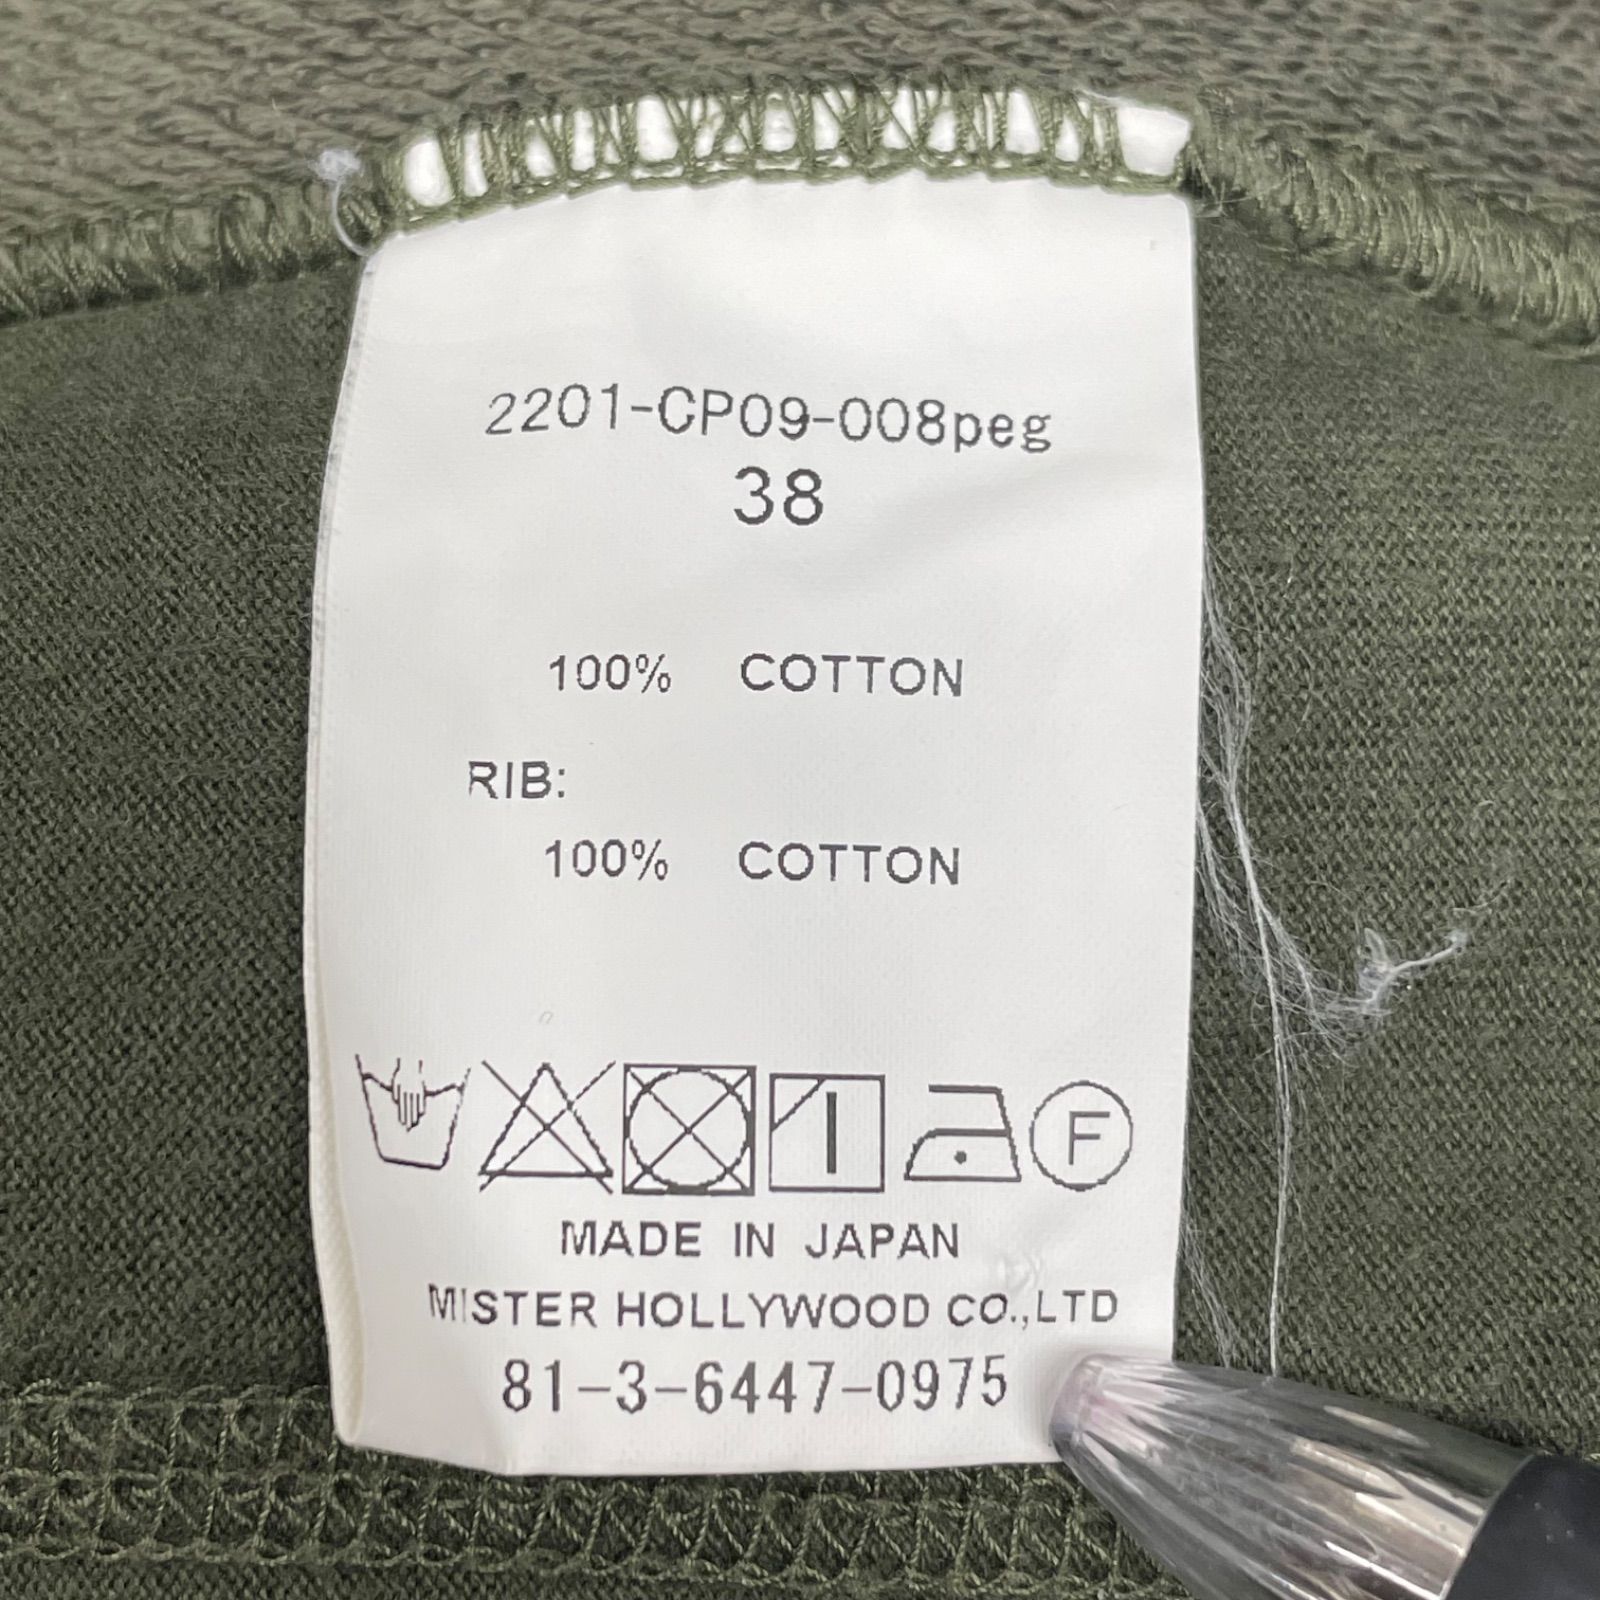 2201-CP09-008peg
38
100% COTTON
RIB:
100% COTTON
F
MADE IN JAPAN
MISTER HOLLYWOOD CO.,LTD
81-3-6447-0975